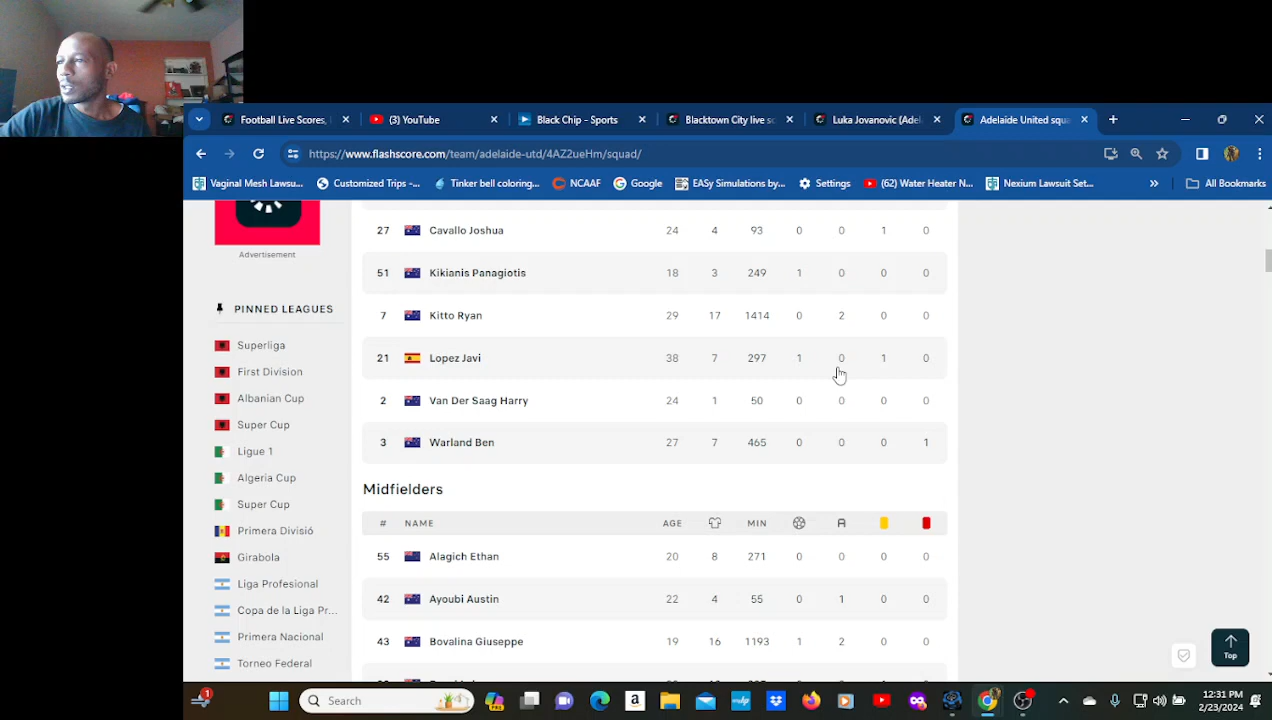 Football Live Scores,
(3) YouTube
Black Chip - Sports
Blacktown City live sc
Luka Jovanovic (Adel
Adelaide United squa
https://www.flashscore.com/team/adelaide-utd/4AZ2ueHm/squad/
Vaginal Mesh Lawsu...
Customized Trips -...
Tinker bell coloring...
NCAAF
Google
EASy Simulations by...
Settings
(62) Water Heater N...
Nexium Lawsuit Set...
All Bookmarks
Advertisement
PINNED LEAGUES
Superliga
First Division
Albanian Cup
Super Cup
Ligue 1
Algeria Cup
Super Cup
Primera Divisió
Girabola
Liga Profesional
Copa de la Liga Pr...
Primera Nacional
Torneo Federal
27 Cavallo Joshua 24 4 93 0 0 1 0
51 Kikianis Panagiotis 18 3 249 1 0 0 0
7 Kitto Ryan 29 17 1414 0 2 0 0
21 Lopez Javi 38 7 297 1 0 1 0
2 Van Der Saag Harry 24 1 50 0 0 0 0
3 Warland Ben 27 7 465 0 0 0 1
Midfielders
# NAME AGE MIN A
55 Alagich Ethan 20 8 271 0 0 0 0
42 Ayoubi Austin 22 4 55 0 1 0 0
43 Bovalina Giuseppe 19 16 1193 1 2 0 0
Top
1
Search
PRE
12:31 PM
2/23/2024